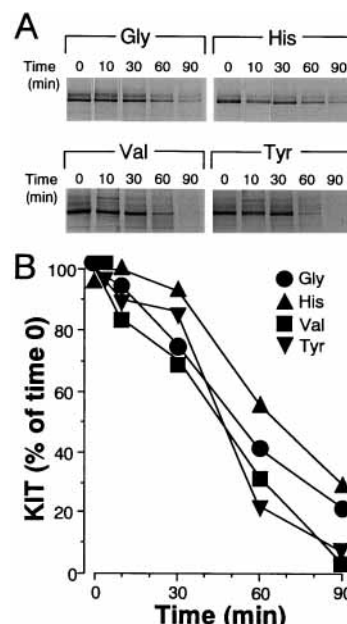 A
Gly His
Time (min) 0 10 30 60 90 0 10 30 60 90
Val Tyr
Time (min) 0 10 30 60 90 0 10 30 60 90
B
100
80
60
40
20
0
KIT (% of time 0)
Gly
His
Val
Tyr
0 30 60 90
Time (min)